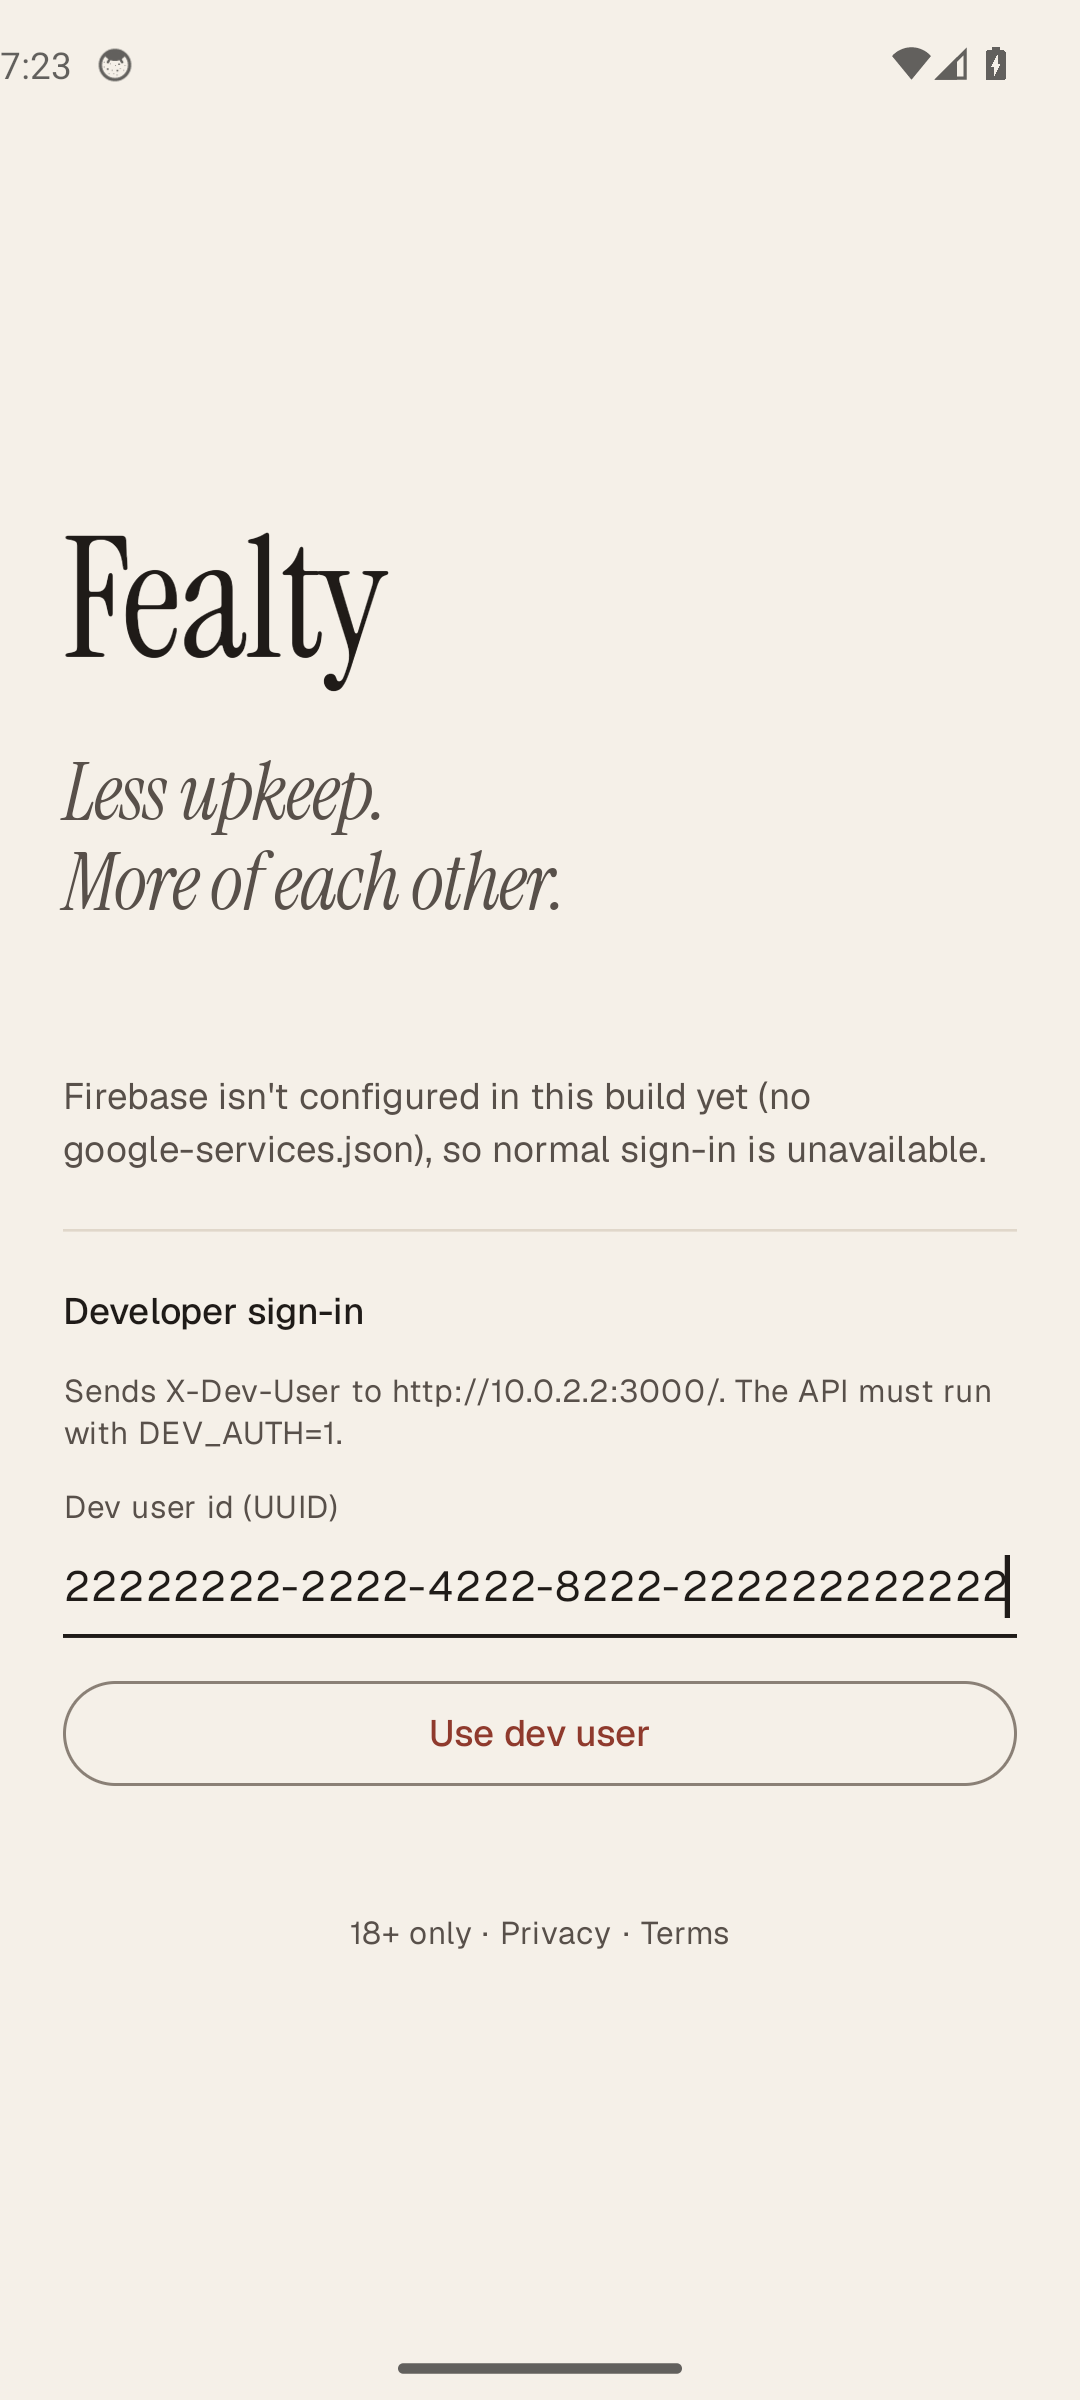 7:23
Fealty
Less upkeep.
More of each other.
Firebase isn't configured in this build yet (no
google-services.json), so normal sign-in is unavailable.
Developer sign-in
Sends X-Dev-User to http://10.0.2.2:3000/. The API must run
with DEV_AUTH=1.
Dev user id (UUID)
22222222-2222-4222-8222-222222222222
Use dev user
18+ only · Privacy · Terms